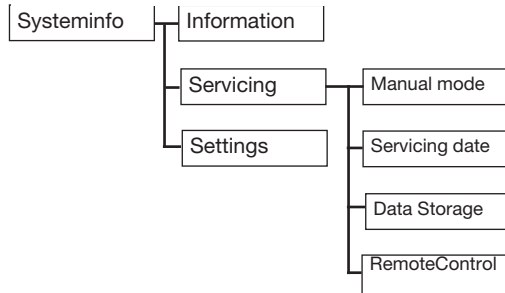 Systeminfo
Information
Servicing
Manual mode
Settings
Servicing date
Data Storage
RemoteControl